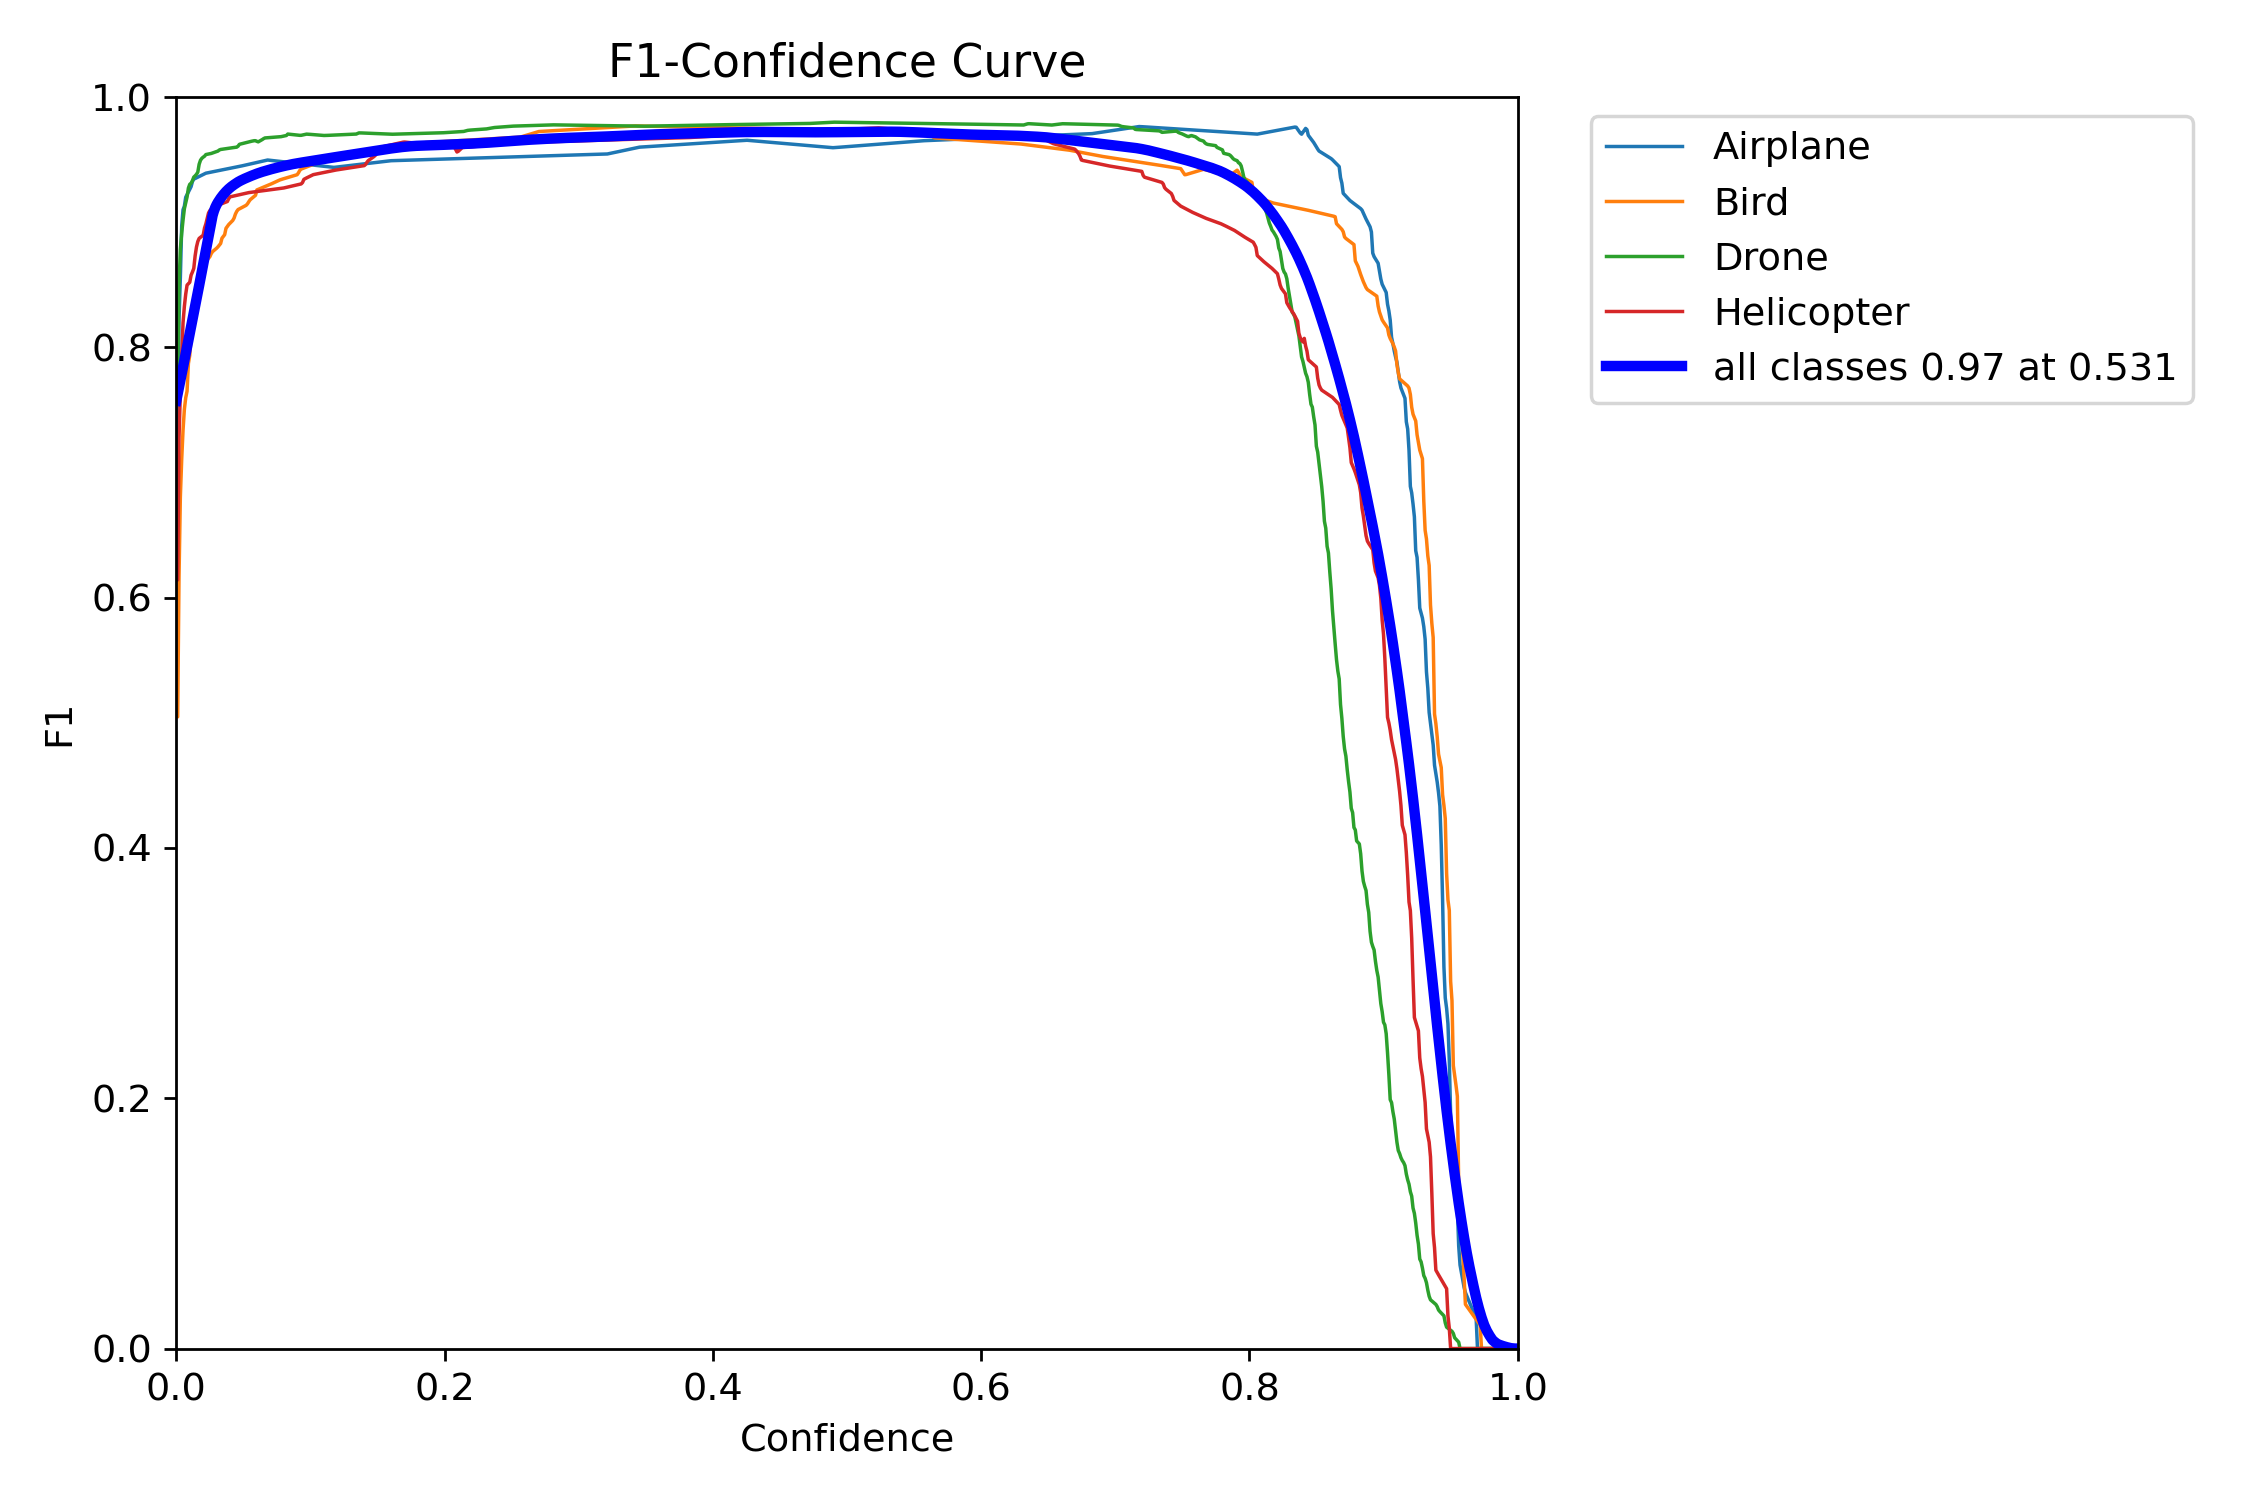 F1-Confidence Curve
1.0
0.8
0.6
0.4
0.2
0.0
F1
0.0 0.2 0.4 0.6 0.8 1.0
Confidence
Airplane
Bird
Drone
Helicopter
all classes 0.97 at 0.531